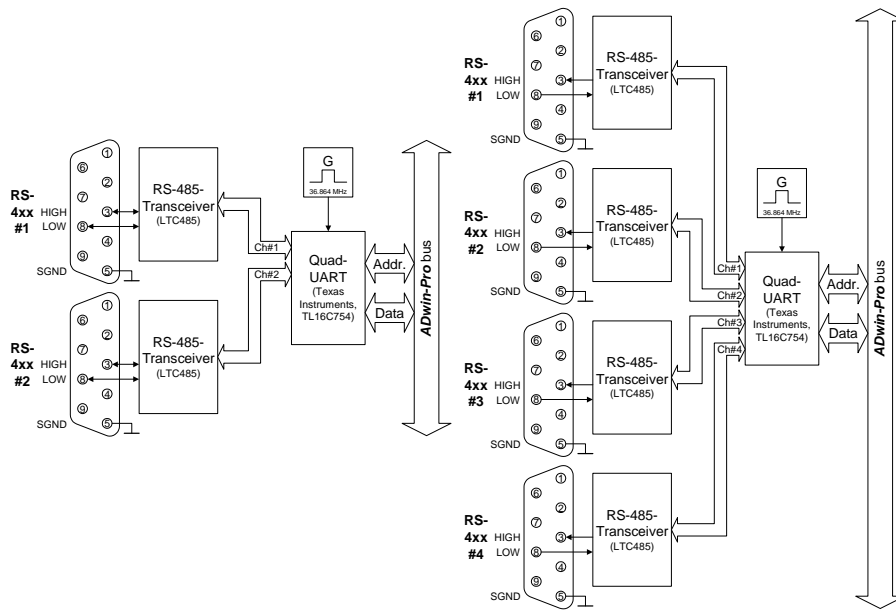 RS-
4xx
#1
HIGH
LOW
SGND
1
6
2
7
3
8
4
9
5
RS-485-
Transceiver
(LTC485)
RS-
4xx
#2
HIGH
LOW
SGND
1
6
2
7
3
8
4
9
5
RS-485-
Transceiver
(LTC485)
Ch#1
Ch#2
G
36.864 MHz
Quad-
UART
(Texas
Instruments,
TL16C754)
Addr.
Data
ADwin-Pro bus
RS-
4xx
#1
HIGH
LOW
SGND
1
6
2
7
3
8
4
9
5
RS-485-
Transceiver
(LTC485)
RS-
4xx
#2
HIGH
LOW
SGND
1
6
2
7
3
8
4
9
5
RS-485-
Transceiver
(LTC485)
RS-
4xx
#3
HIGH
LOW
SGND
1
6
2
7
3
8
4
9
5
RS-485-
Transceiver
(LTC485)
RS-
4xx
#4
HIGH
LOW
SGND
1
6
2
7
3
8
4
9
5
RS-485-
Transceiver
(LTC485)
Ch#1
Ch#2
Ch#3
Ch#4
G
36.864 MHz
Quad-
UART
(Texas
Instruments,
TL16C754)
Addr.
Data
ADwin-Pro bus